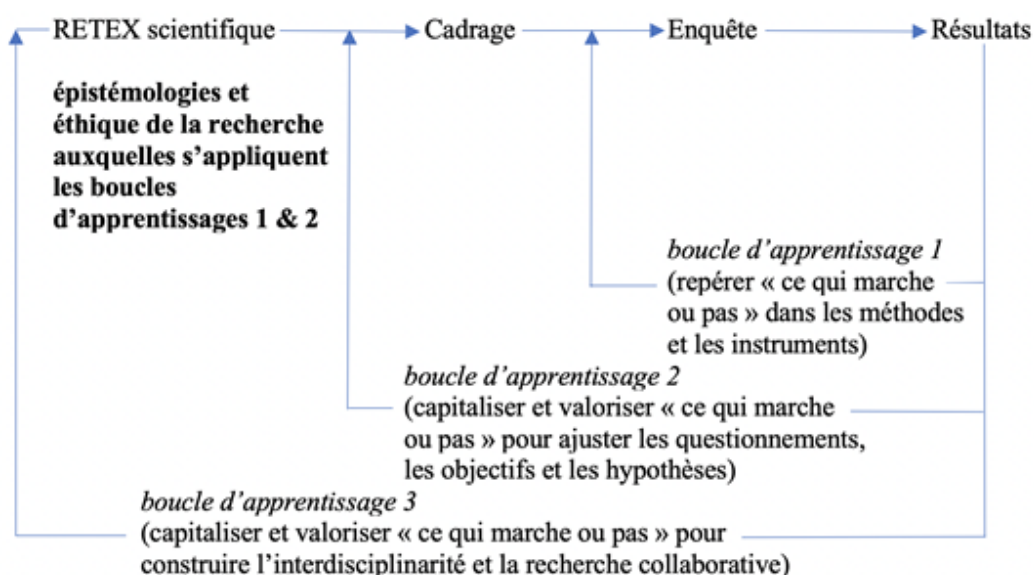 RETEX scientifique Cadrage Enquête Résultats
épistémologies et
éthique de la recherche
auxquelles s’appliquent
les boucles
d’apprentissages 1 & 2
boucle d’apprentissage 1
(repérer « ce qui marche
ou pas » dans les méthodes
et les instruments)
boucle d’apprentissage 2
(capitaliser et valoriser « ce qui marche
ou pas » pour ajuster les questionnements,
les objectifs et les hypothèses)
boucle d’apprentissage 3
(capitaliser et valoriser « ce qui marche ou pas » pour
construire l’interdisciplinarité et la recherche collaborative)